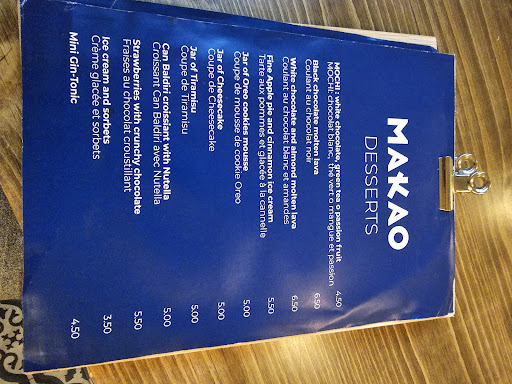 MAKAO
DESSERTS
MOCHI: white chocolate, green tea o passion fruit 4.50
MOCHI: chocolat blanc, thé vert o mangue et passion
Black chocolate molten lava 6.50
Coulant au chocolat noir
White chocolate and almond molten lava 6.50
Coulant au chocolat blanc et amandes
Fine Apple pie and cinnamon ice cream 5.50
Tarte aux pommes et glacée à la cannelle
Jar of Oreo cookies mousse 5.00
Coupe de mousse de cookie Oreo
Jar of Cheesecake 5.00
Coupe de Cheesecake
Jar of Teramisu 5.00
Coupe de Tiramisu
Can Baldiri croissant with Nutella 5.00
Croissant Can Baldiri avec Nutella
Strawberries with crunchy chocolate 5.50
Fraises au chocolat croustillant
Ice cream and sorbets 3.50
Crème glacée et sorbets
Mini Gin-Tonic 4.50